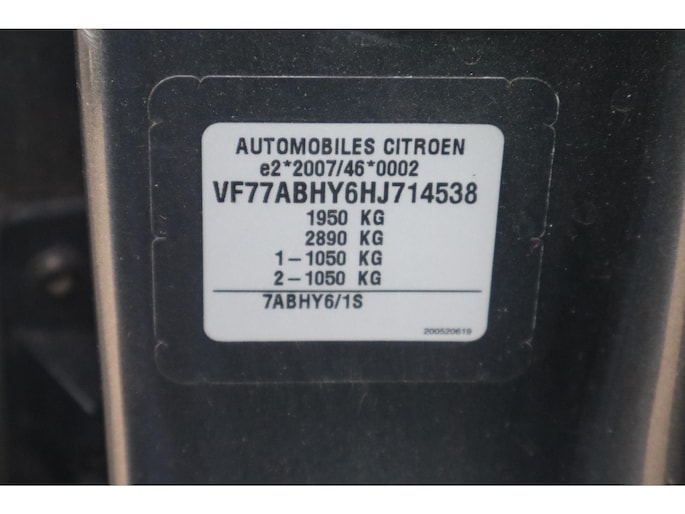 AUTOMOBILES CITROEN
e2*2007/46*0002
VF77ABHY6HJ714538
1950 KG
2890 KG
1-1050 KG
2-1050 KG
7ABHY6/1S
200520619